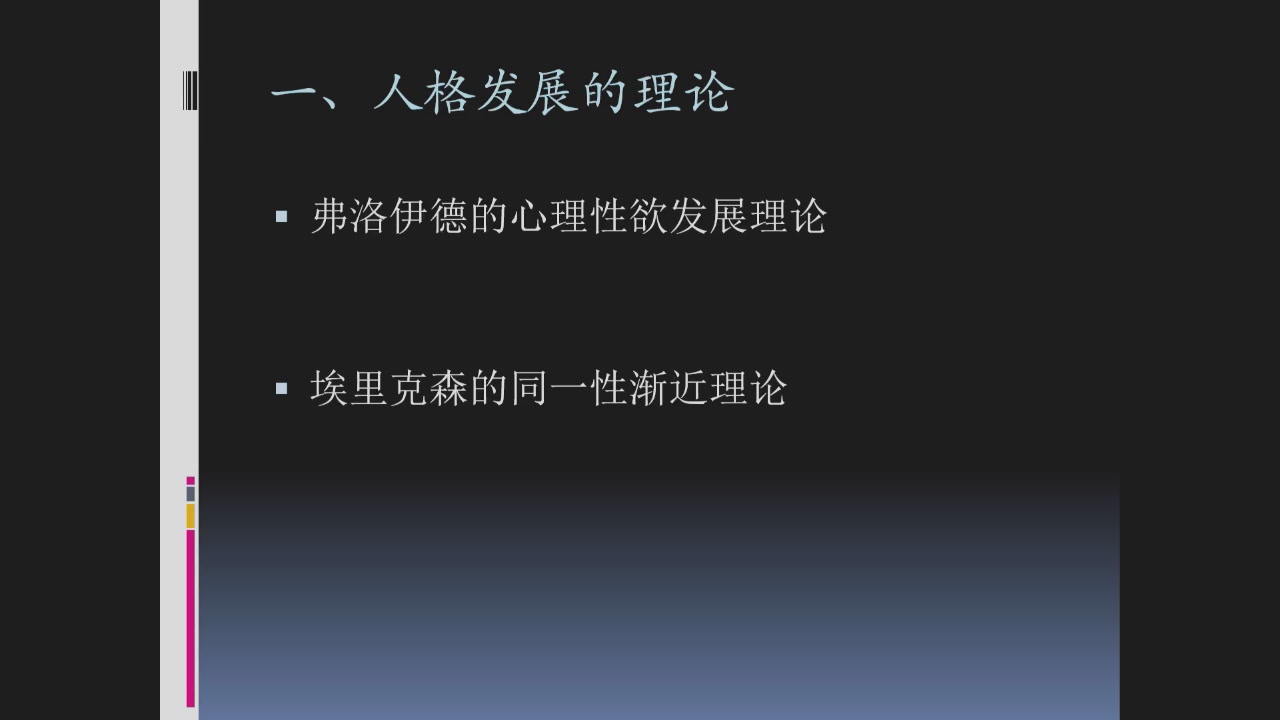 一、人格发展的理论
弗洛伊德的心理性欲发展理论
埃里克森的同一性渐近理论